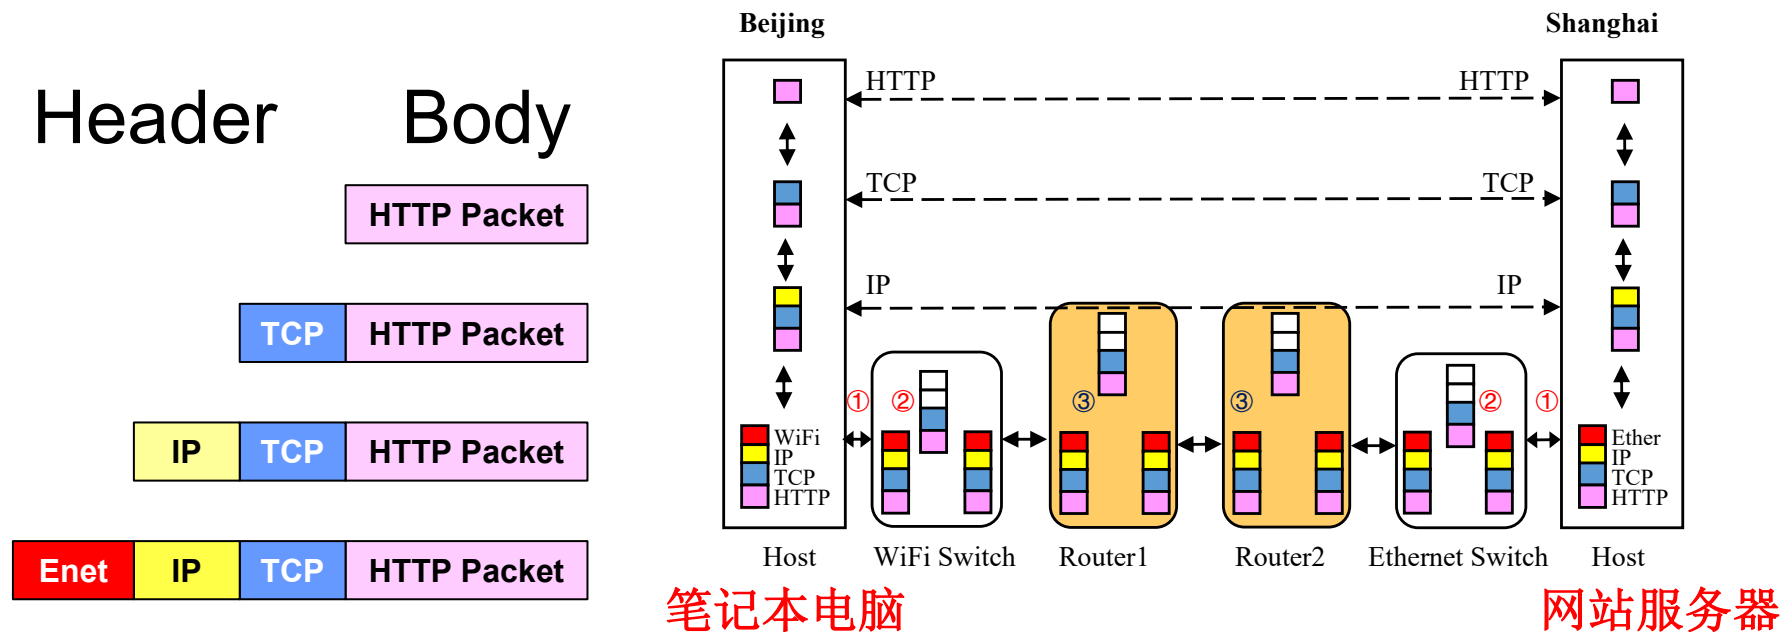 Header Body
HTTP Packet
TCP HTTP Packet
IP TCP HTTP Packet
Enet IP TCP HTTP Packet
Beijing
Shanghai
HTTP HTTP
TCP TCP
IP IP
① ② ③ ③ ② ①
WiFi
IP
TCP
HTTP
Ether
IP
TCP
HTTP
Host WiFi Switch Router1 Router2 Ethernet Switch Host
笔记本电脑
网站服务器